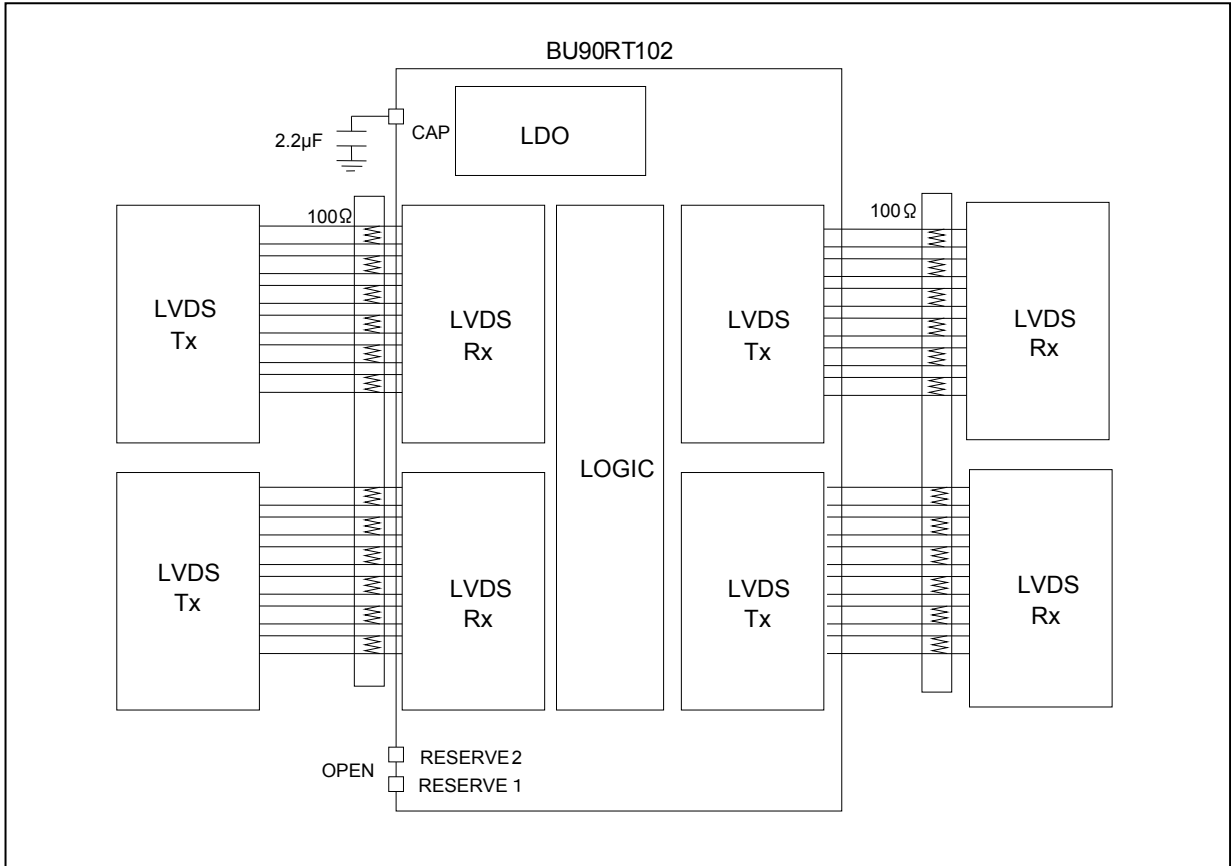 BU90RT102
CAP
LDO
2.2μF
100Ω
100Ω
LVDS
Tx
LVDS
Rx
LVDS
Tx
LVDS
Rx
LOGIC
LVDS
Tx
LVDS
Rx
LVDS
Tx
LVDS
Rx
OPEN
RESERVE 2
RESERVE 1